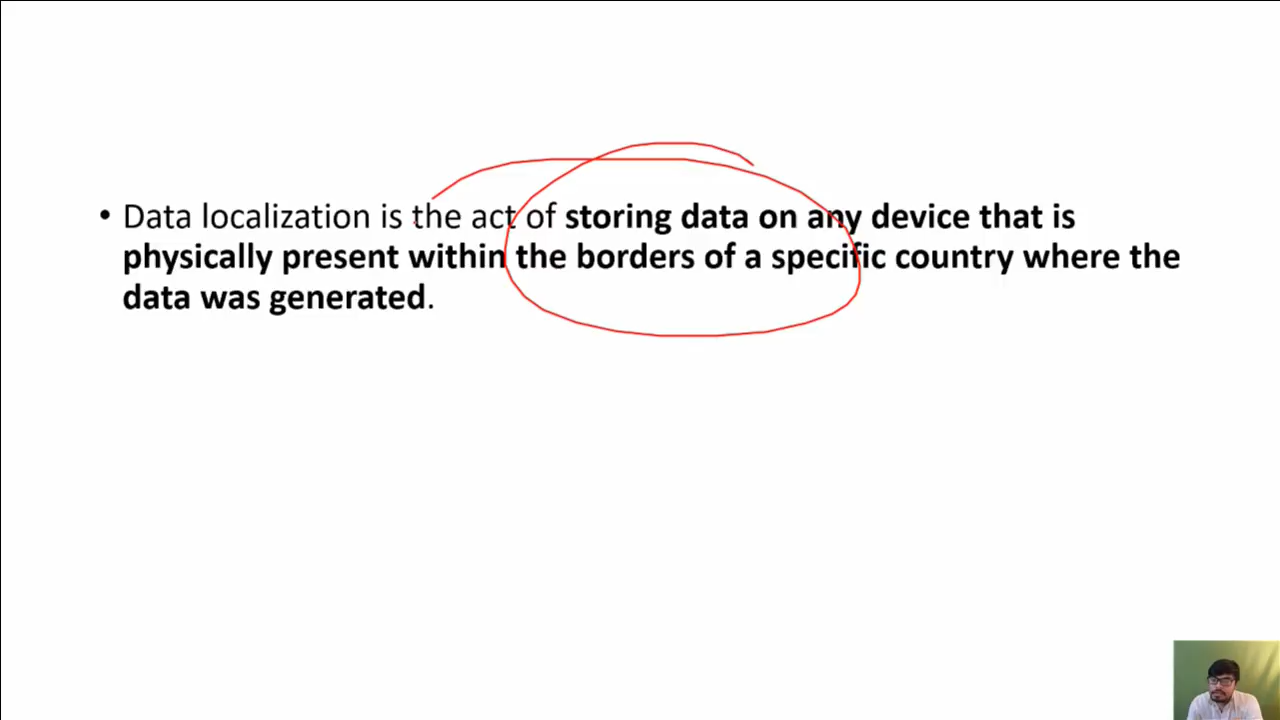 • Data localization is the act of storing data on any device that is
physically present within the borders of a specific country where the
data was generated.